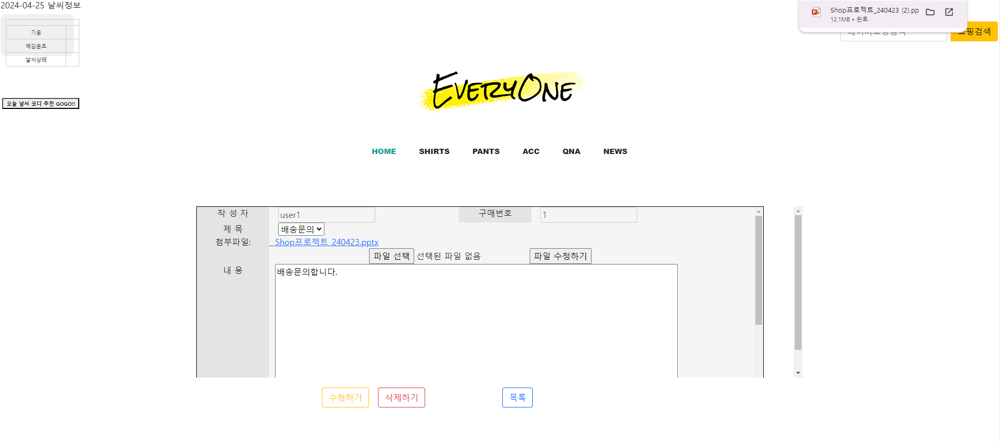 2024-04-25 날씨정보
기온
체감온도
날씨상태
오늘 날씨 코디 추천 GOGO!!
Shop프로젝트_240423 (2).pp
12.1MB • 완료
쇼핑검색
EVERYONE
HOME SHIRTS PANTS ACC QNA NEWS
작 성 자 user1 구매번호 1
제 목 배송문의
첨부파일: Shop프로젝트_240423.pptx
파일 선택 선택된 파일 없음 파일 수정하기
내 용 배송문의합니다.
수정하기 삭제하기 목록